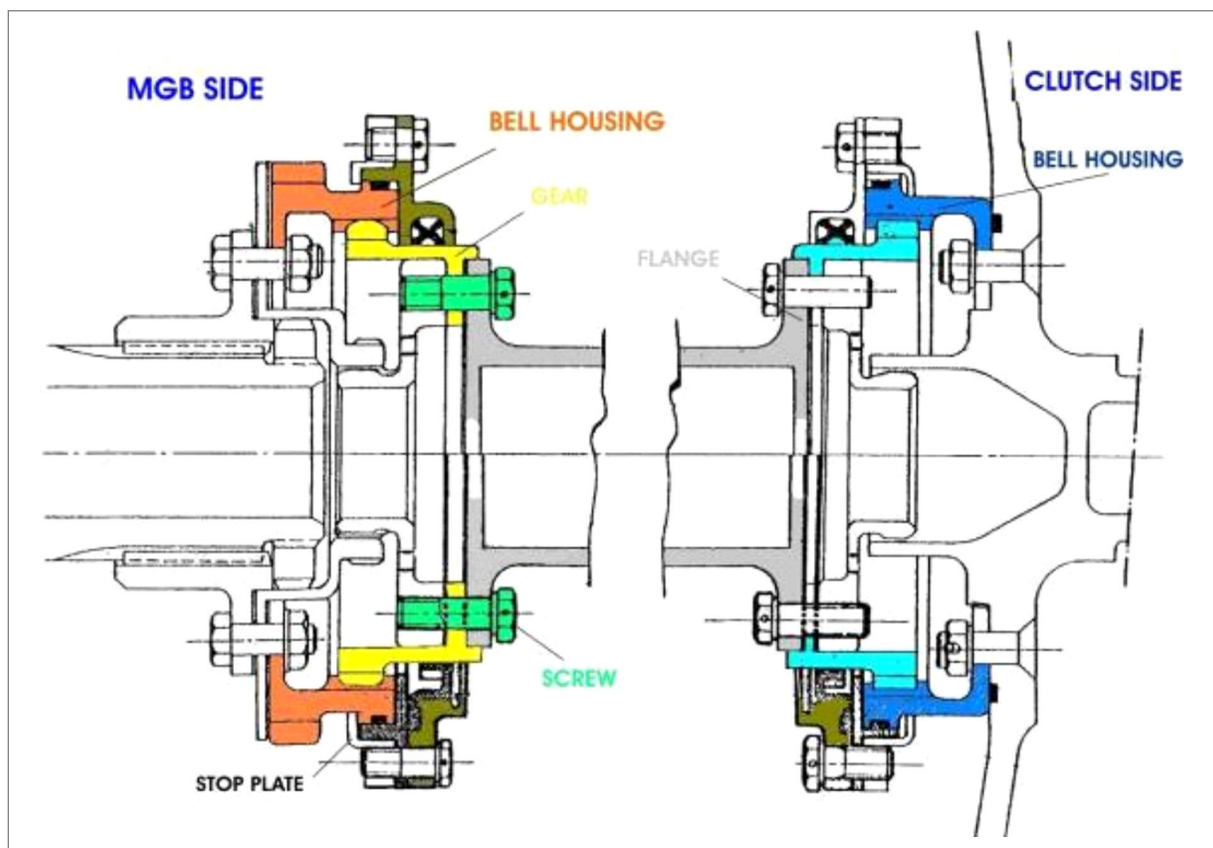 MGB SIDE
CLUTCH SIDE
BELL HOUSING
BELL HOUSING
GEAR
FLANGE
SCREW
STOP PLATE